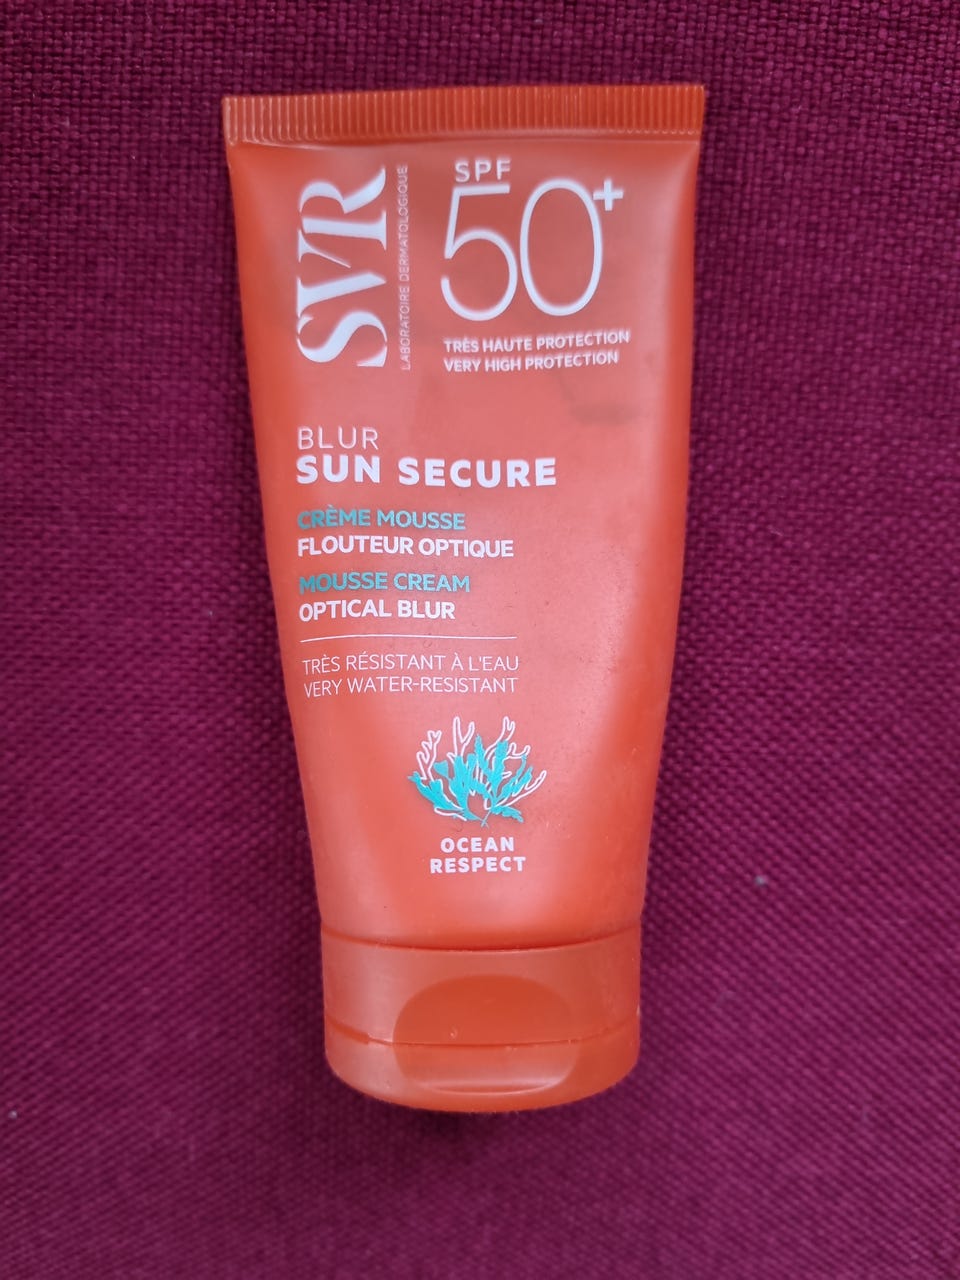 SVR
LABORATOIRE DERMATOLOGIQUE
SPF
50+
TRÈS HAUTE PROTECTION
VERY HIGH PROTECTION
BLUR
SUN SECURE
CRÈME MOUSSE
FLOUTEUR OPTIQUE
MOUSSE CREAM
OPTICAL BLUR
TRÈS RÉSISTANT À L'EAU
VERY WATER-RESISTANT
OCEAN
RESPECT